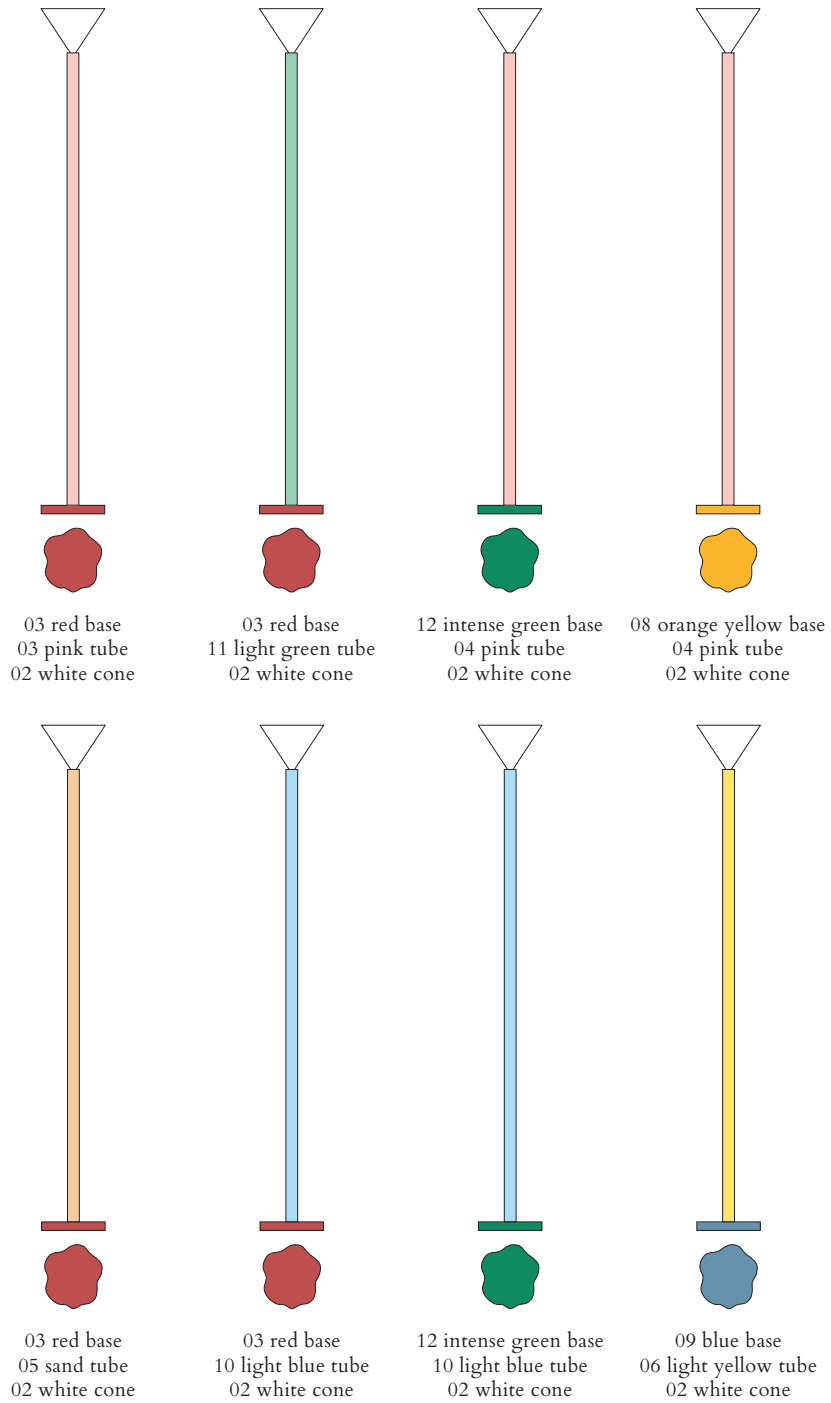 03 red base
03 pink tube
02 white cone
03 red base
11 light green tube
02 white cone
12 intense green base
04 pink tube
02 white cone
08 orange yellow base
04 pink tube
02 white cone
03 red base
05 sand tube
02 white cone
03 red base
10 light blue tube
02 white cone
12 intense green base
10 light blue tube
02 white cone
09 blue base
06 light yellow tube
02 white cone